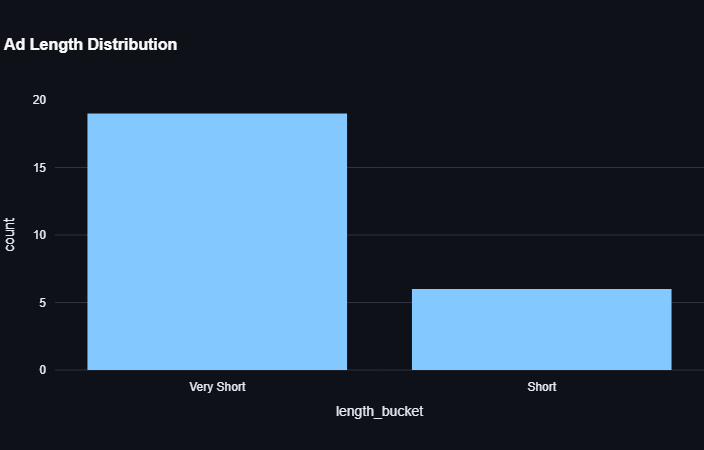 Ad Length Distribution
20
15
10
5
0
count
Very Short
Short
length_bucket